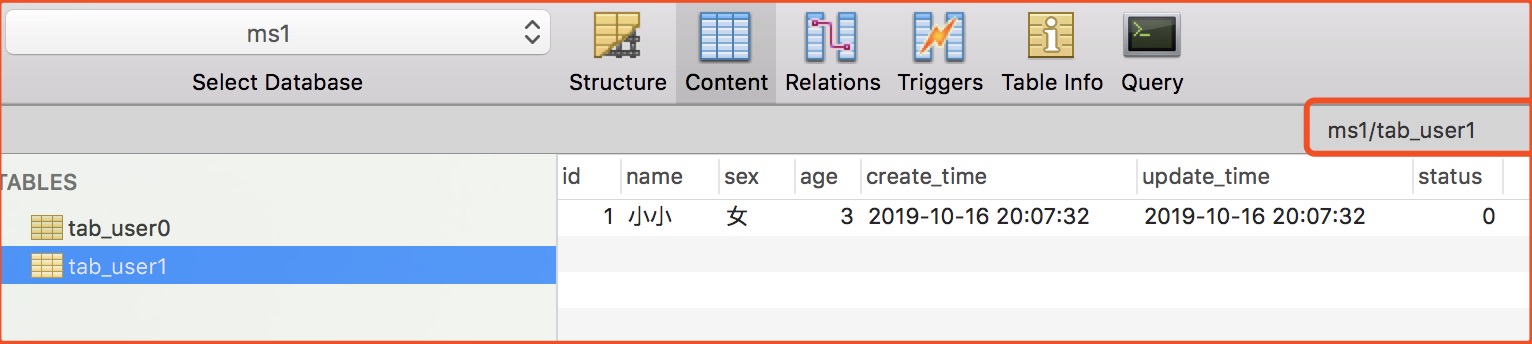 ms1
Select Database
Structure
Content
Relations
Triggers
Table Info
Query
ms1/tab_user1
TABLES
tab_user0
tab_user1
id name sex age create_time update_time status
1 小小 女 3 2019-10-16 20:07:32 2019-10-16 20:07:32 0